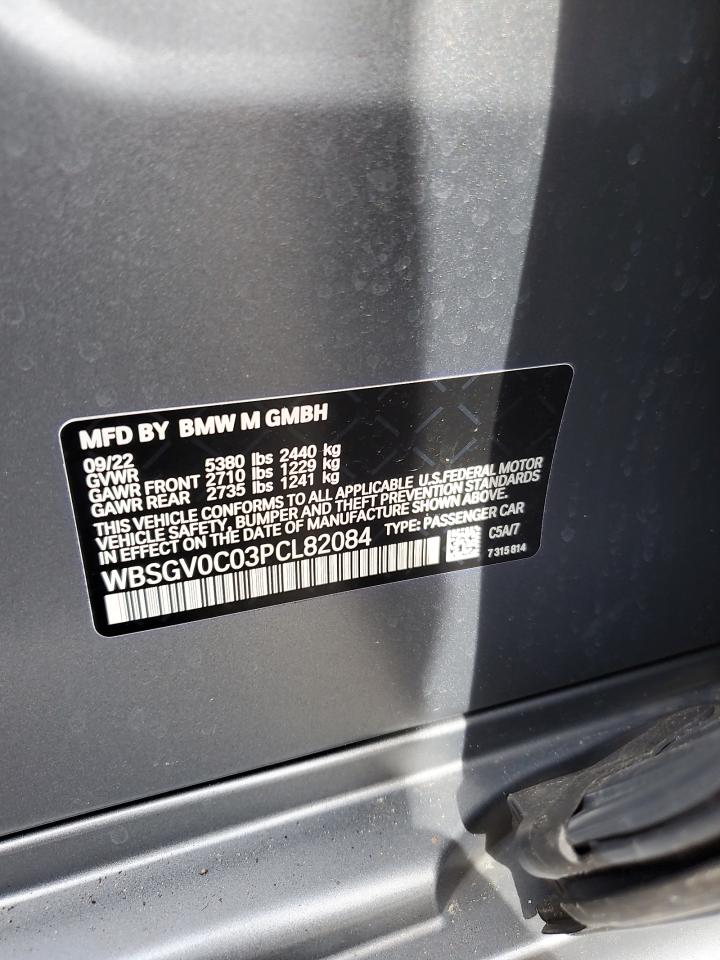 MFD BY BMW M GMBH
09/22
GVWR 5380 lbs 2440 kg
GAWR FRONT 2710 lbs 1229 kg
GAWR REAR 2735 lbs 1241 kg
THIS VEHICLE CONFORMS TO ALL APPLICABLE U.S.FEDERAL MOTOR
VEHICLE SAFETY, BUMPER AND THEFT PREVENTION STANDARDS
IN EFFECT ON THE DATE OF MANUFACTURE SHOWN ABOVE.
WBSGV0C03PCL82084 TYPE: PASSENGER CAR
C5A/7
7 315 814